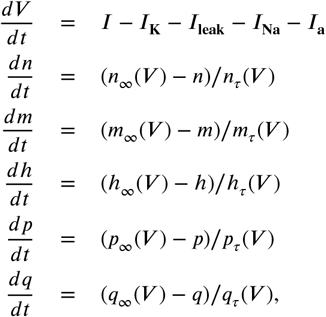 dV/dt = I − I_K − I_leak − I_Na − I_a
dn/dt = (n_∞(V) − n)/n_τ(V)
dm/dt = (m_∞(V) − m)/m_τ(V)
dh/dt = (h_∞(V) − h)/h_τ(V)
dp/dt = (p_∞(V) − p)/p_τ(V)
dq/dt = (q_∞(V) − q)/q_τ(V),